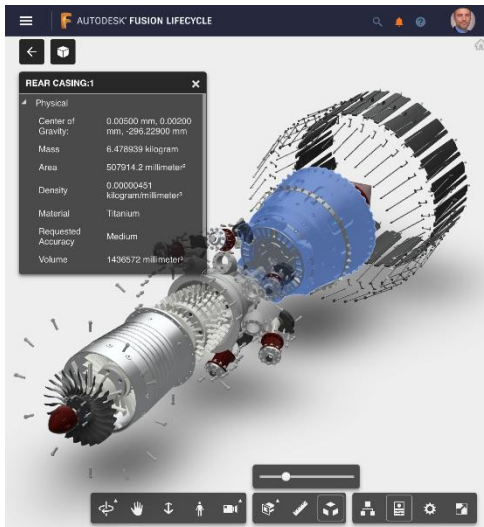 AUTODESK® FUSION LIFECYCLE
REAR CASING:1
Physical
Center of Gravity: 0.00500 mm, 0.00200 mm, -296.22900 mm
Mass 6.478939 kilogram
Area 507914.2 millimeter²
Density 0.00000451 kilogram/millimeter³
Material Titanium
Requested Accuracy Medium
Volume 1436572 millimeter³